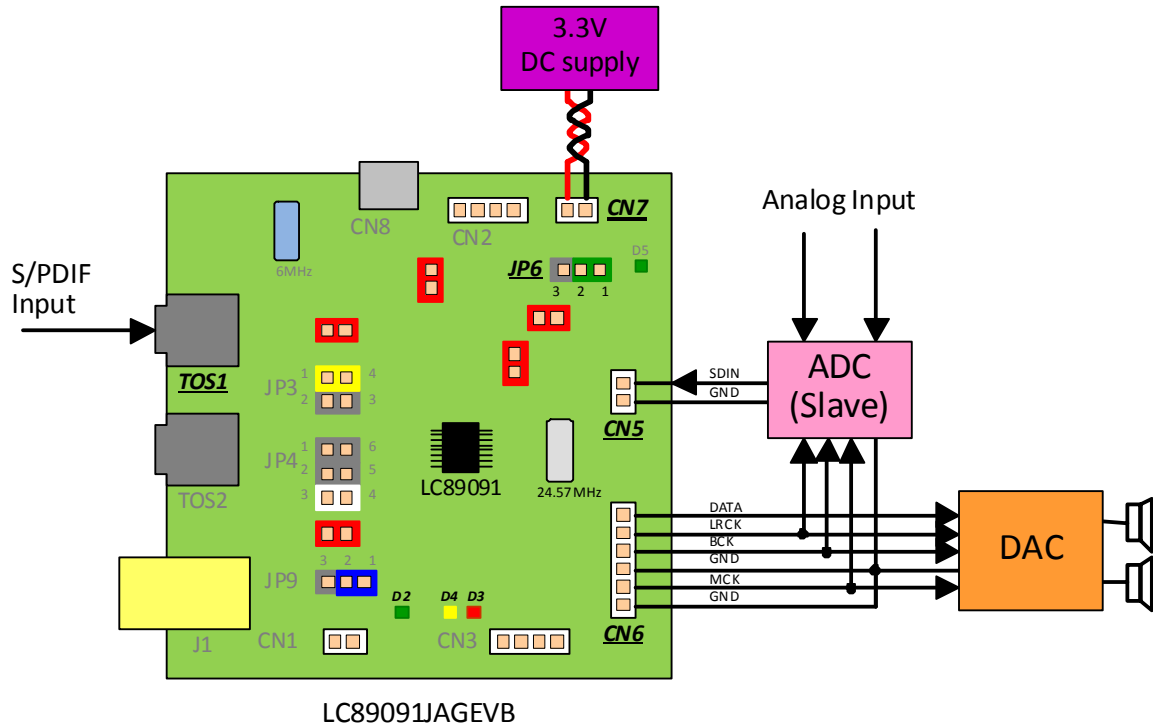 3.3V
DC supply
CN8
CN2
CN7
Analog Input
6MHz
JP6
D5
3 2 1
S/PDIF
Input
TOS1
JP3
1 4
2 3
SDIN
GND
CN5
ADC
(Slave)
JP4
1 6
2 5
3 4
TOS2
LC89091
24.57MHz
DATA
LRCK
BCK
GND
MCK
GND
CN6
DAC
JP9
3 2 1
D2
D4
D3
J1
CN1
CN3
LC89091JAGEVB